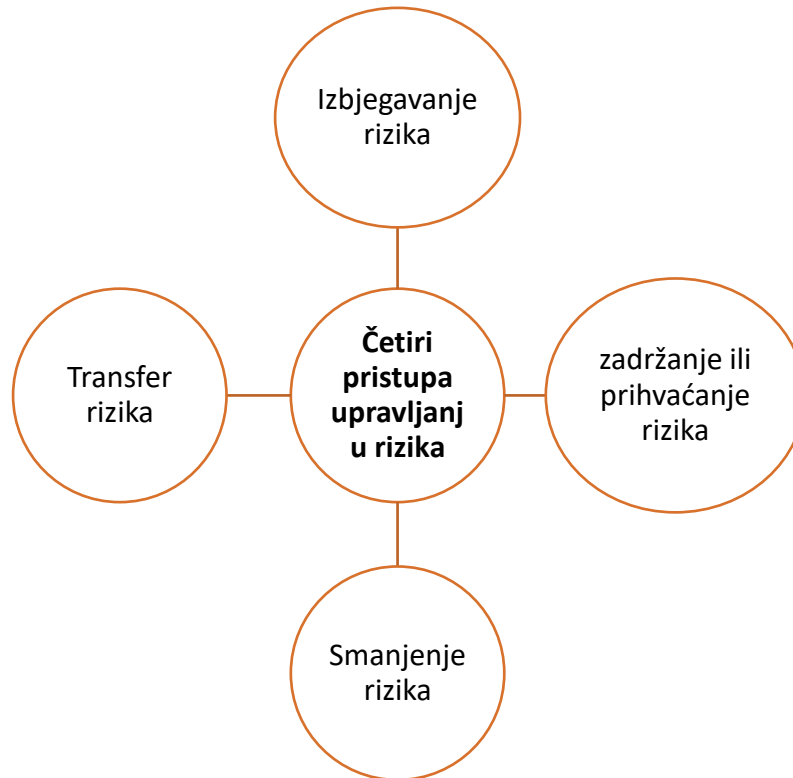 Izbjegavanje
rizika
Transfer
rizika
Četiri
pristupa
upravljanj
u rizika
zadržanje ili
prihvaćanje
rizika
Smanjenje
rizika